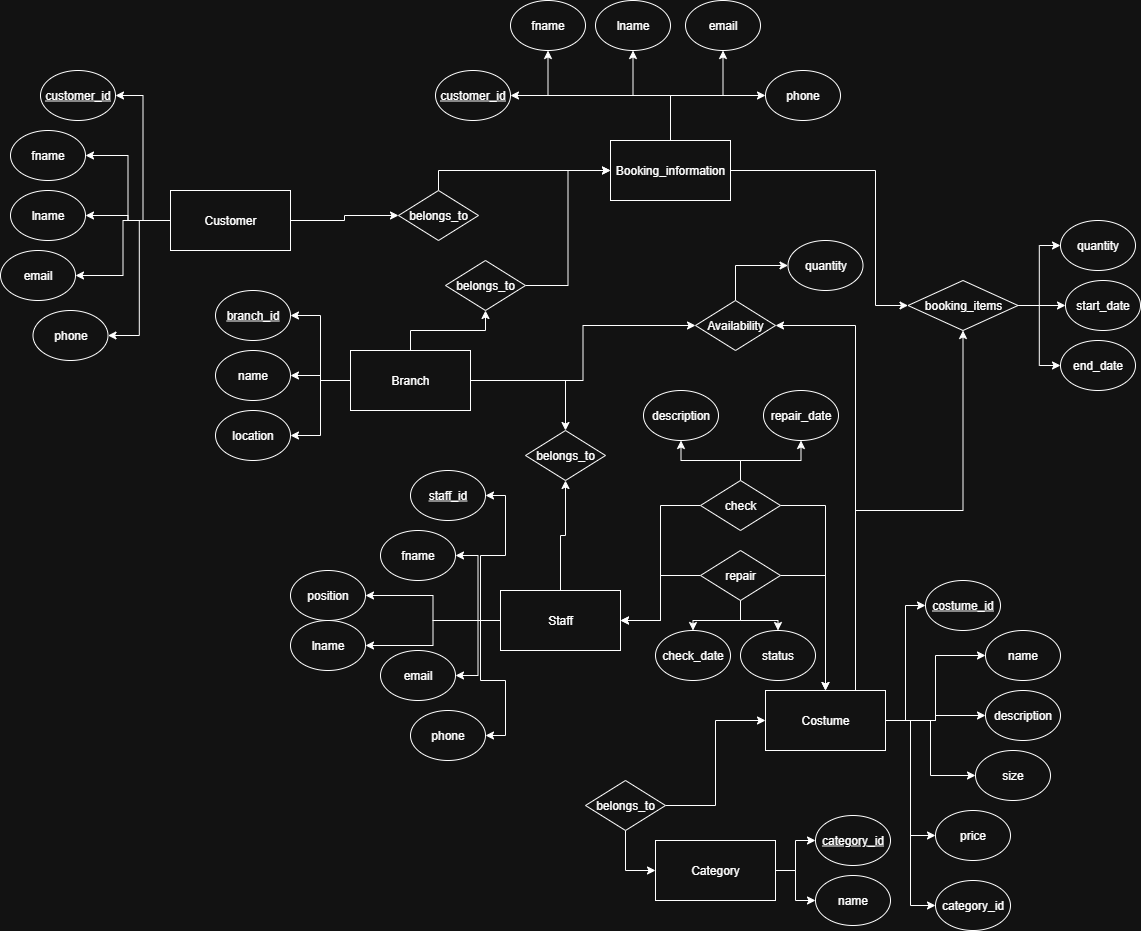 fname
lname
email
customer_id
customer_id
phone
fname
Booking_information
lname
Customer
belongs_to
quantity
email
quantity
belongs_to
branch_id
booking_items
start_date
phone
Availability
name
Branch
end_date
location
description
repair_date
belongs_to
staff_id
check
fname
repair
position
costume_id
Staff
lname
check_date
status
name
email
description
Costume
phone
size
belongs_to
price
category_id
Category
name
category_id